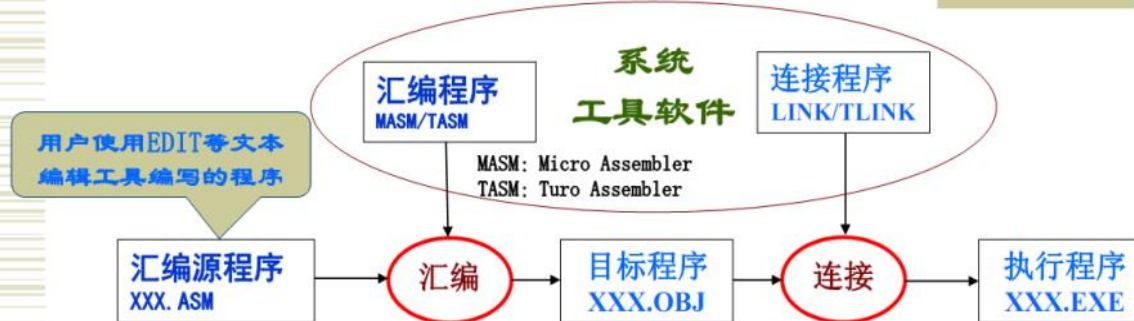 系统
工具软件
汇编程序
MASM/TASM
连接程序
LINK/TLINK
MASM: Micro Assembler
TASM: Turo Assembler
用户使用EDIT等文本
编辑工具编写的程序
汇编源程序
XXX. ASM
汇编
目标程序
XXX.OBJ
连接
执行程序
XXX.EXE